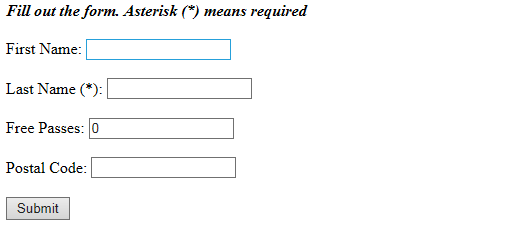 Fill out the form. Asterisk (*) means required
First Name:
Last Name (*):
Free Passes: 0
Postal Code:
Submit